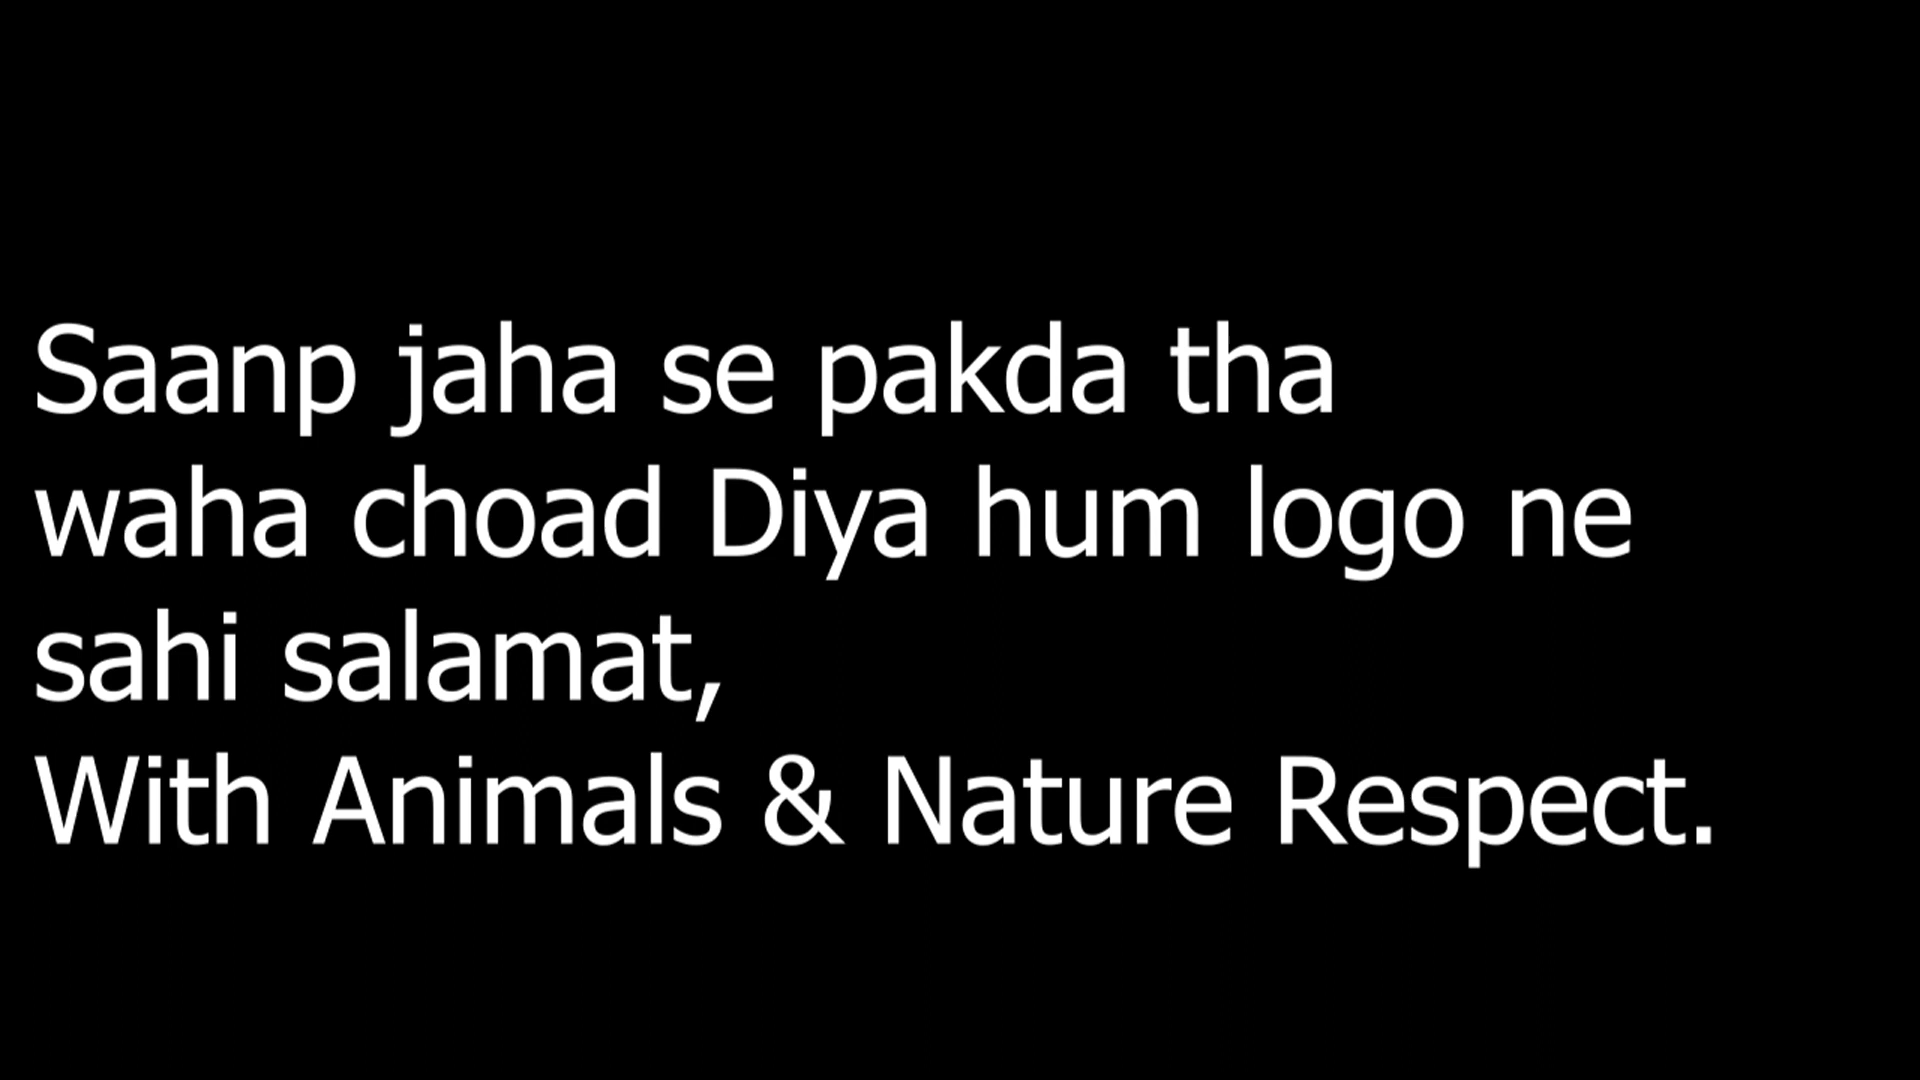 Saanp jaha se pakda tha
waha choad Diya hum logo ne
sahi salamat,
With Animals & Nature Respect.